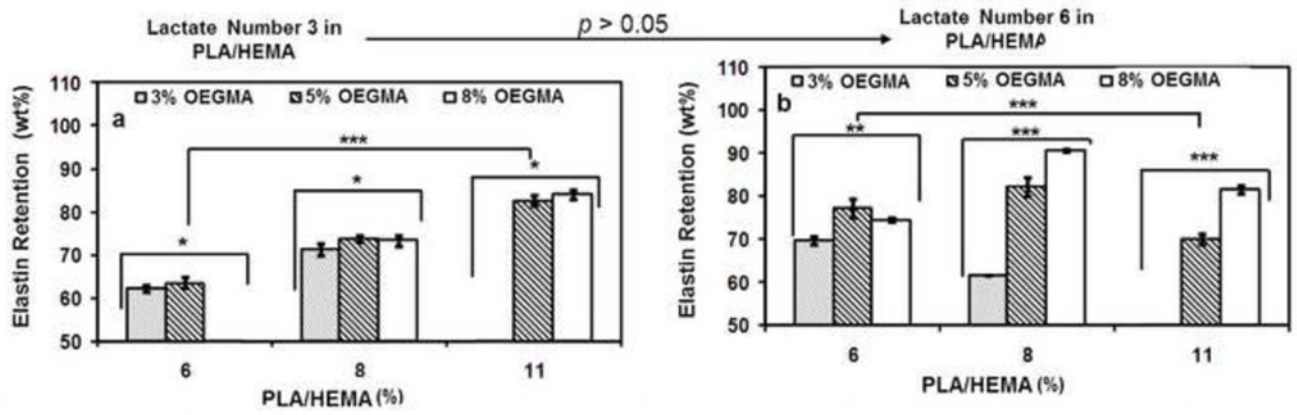 Lactate Number 3 in
PLA/HEMA
p > 0.05
Lactate Number 6 in
PLA/HEMA
110
100
90
80
70
60
50
Elastin Retention (wt%)
3% OEGMA 5% OEGMA 8% OEGMA
a
***
*
*
*
6 8 11
PLA/HEMA (%)
110
100
90
80
70
60
50
Elastin Retention (wt%)
3% OEGMA 5% OEGMA 8% OEGMA
b
***
**
***
***
6 8 11
PLA/HEMA (%)